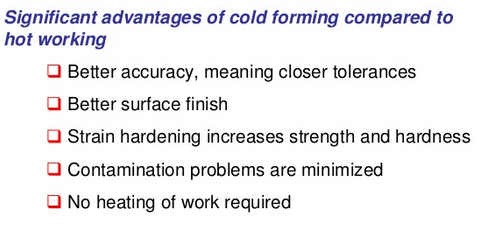 Significant advantages of cold forming compared to
hot working
❑ Better accuracy, meaning closer tolerances
❑ Better surface finish
❑ Strain hardening increases strength and hardness
❑ Contamination problems are minimized
❑ No heating of work required